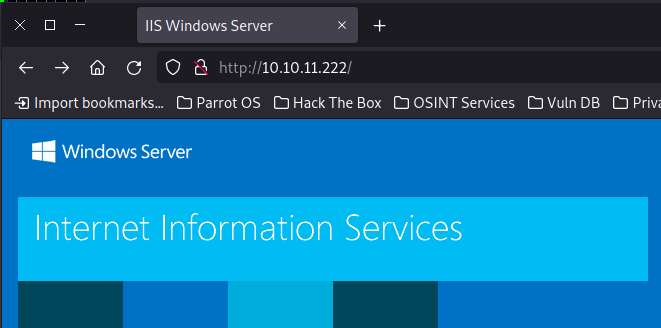 IIS Windows Server
http://10.10.11.222/
Import bookmarks... Parrot OS Hack The Box OSINT Services Vuln DB Priva
Windows Server
Internet Information Services